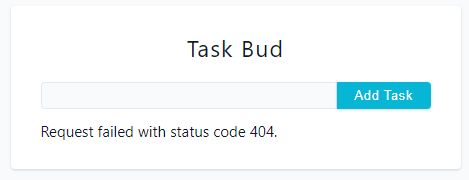 Task Bud
Add Task
Request failed with status code 404.